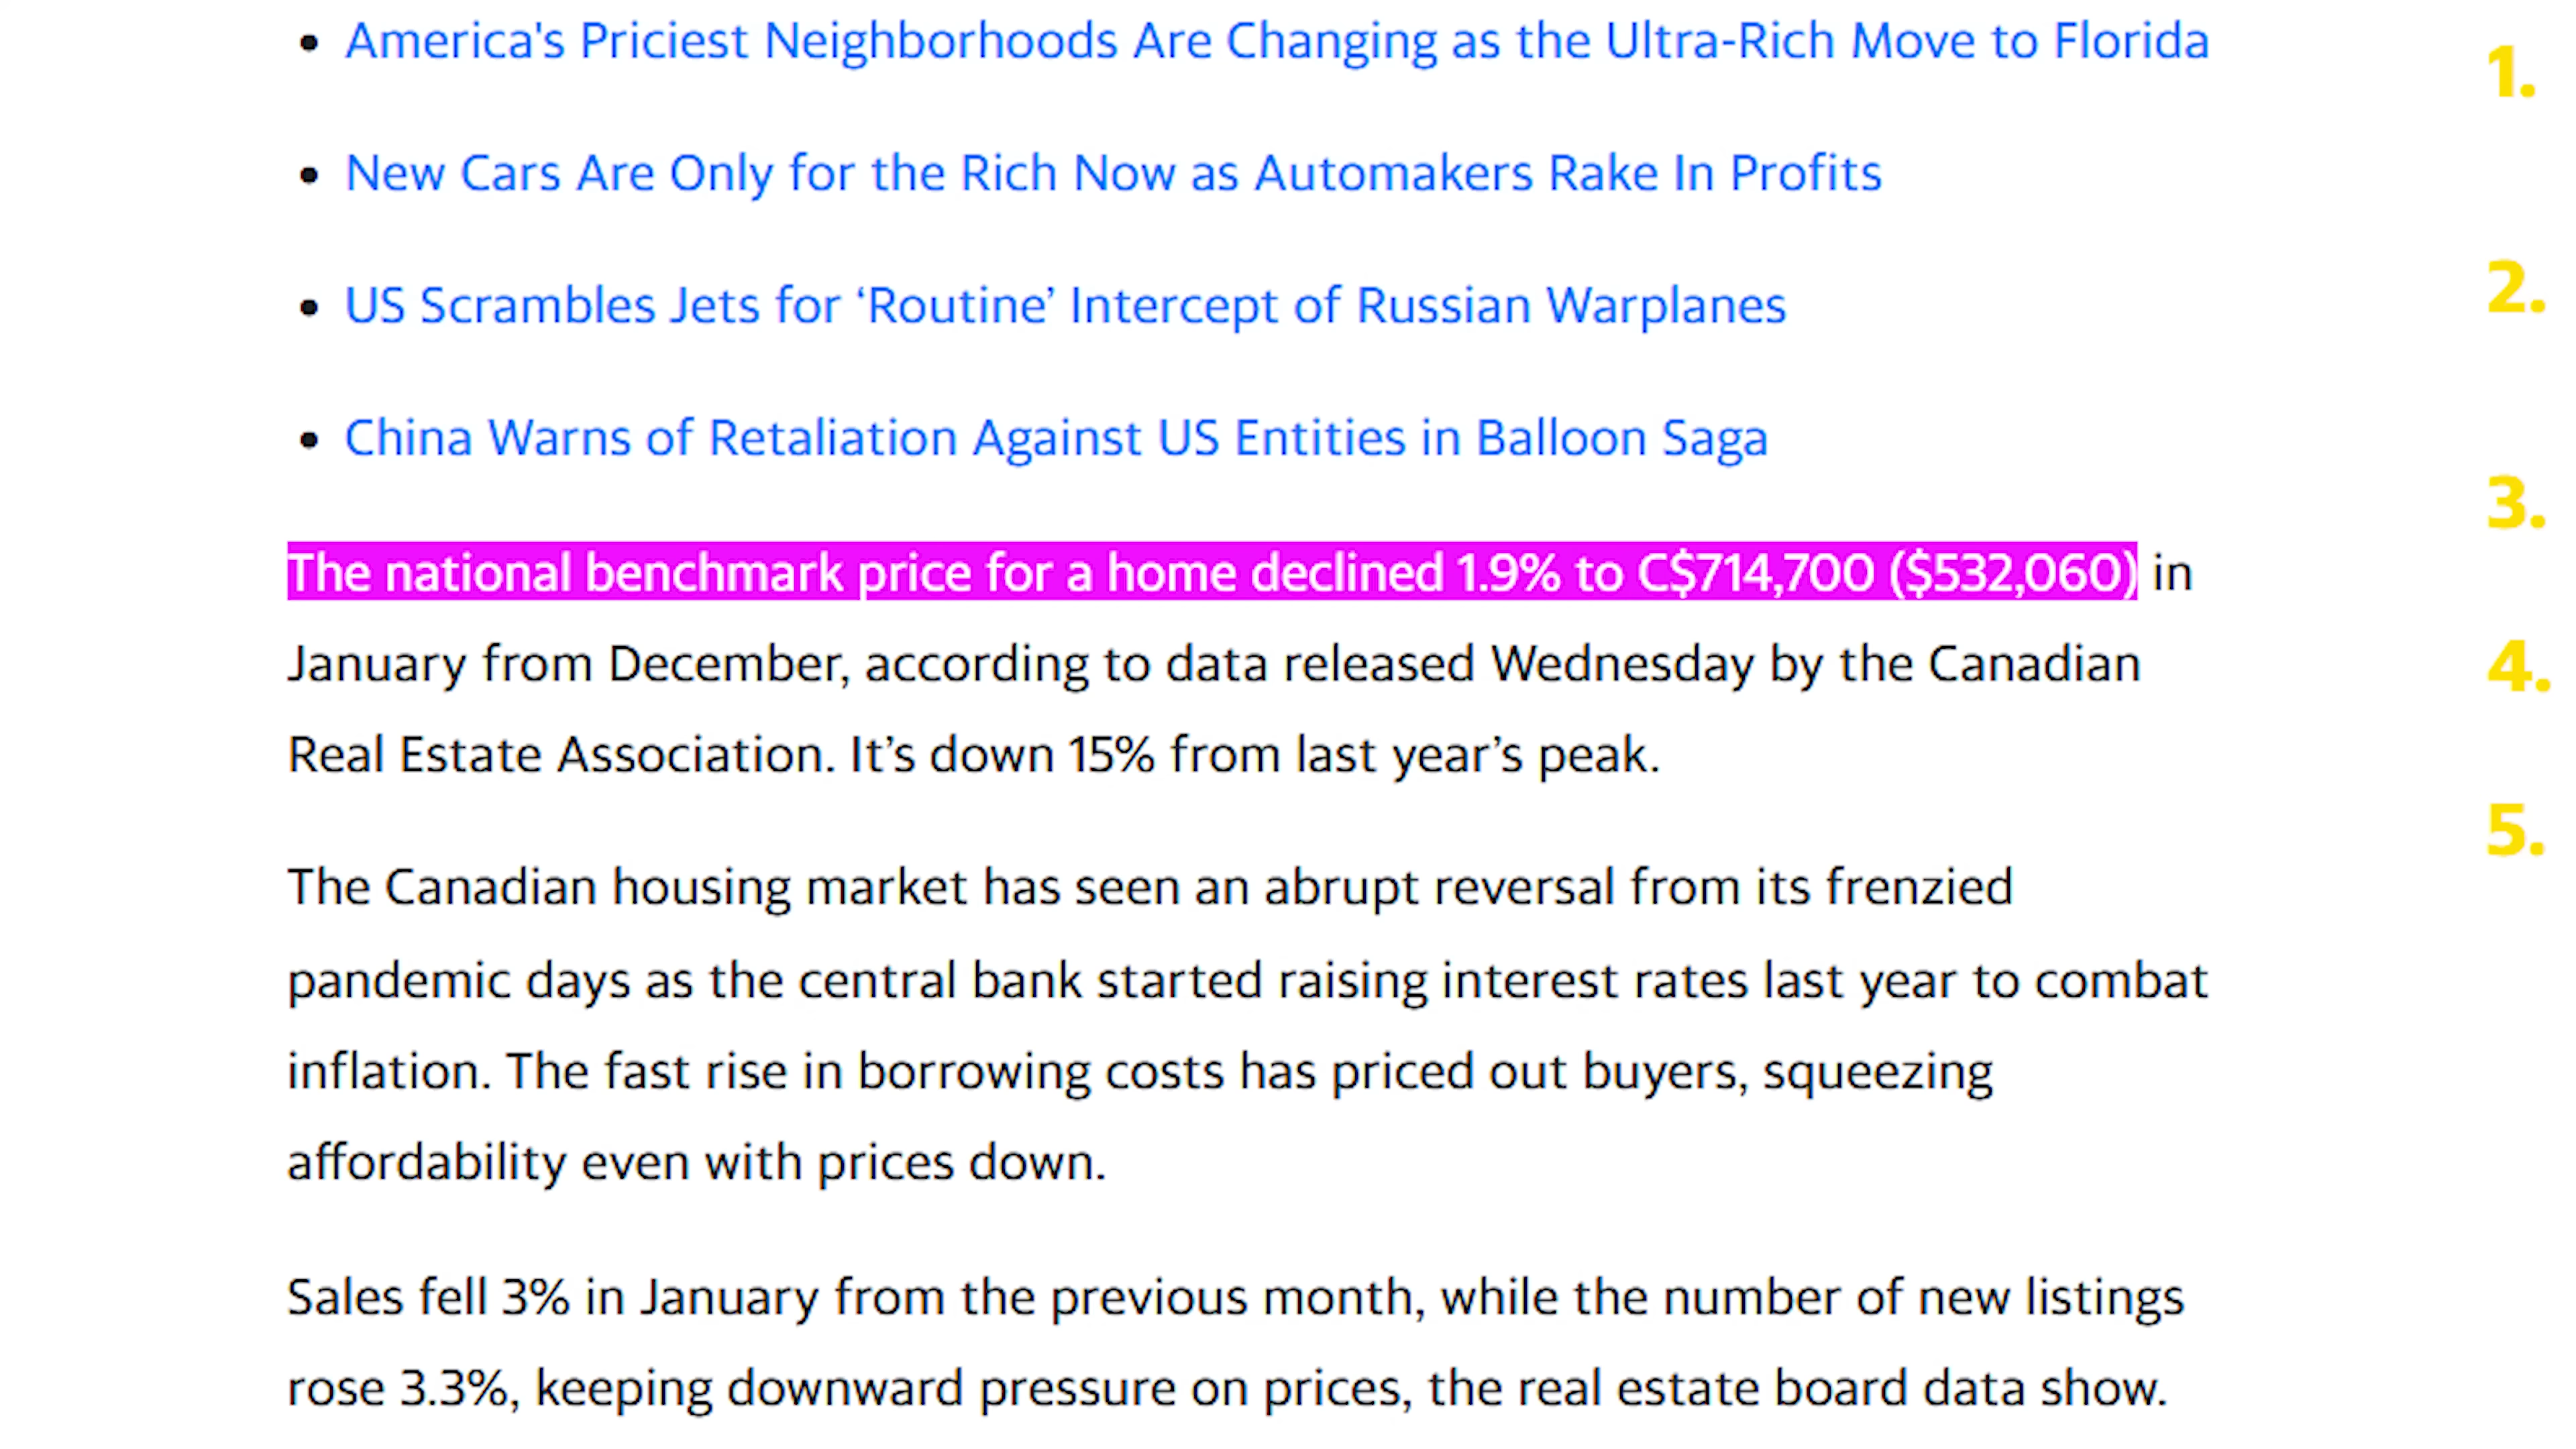 • America's Priciest Neighborhoods Are Changing as the Ultra-Rich Move to Florida
• New Cars Are Only for the Rich Now as Automakers Rake In Profits
• US Scrambles Jets for ‘Routine’ Intercept of Russian Warplanes
• China Warns of Retaliation Against US Entities in Balloon Saga
The national benchmark price for a home declined 1.9% to C$714,700 ($532,060) in
January from December, according to data released Wednesday by the Canadian
Real Estate Association. It’s down 15% from last year’s peak.
The Canadian housing market has seen an abrupt reversal from its frenzied
pandemic days as the central bank started raising interest rates last year to combat
inflation. The fast rise in borrowing costs has priced out buyers, squeezing
affordability even with prices down.
Sales fell 3% in January from the previous month, while the number of new listings
rose 3.3%, keeping downward pressure on prices, the real estate board data show.
1.
2.
3.
4.
5.